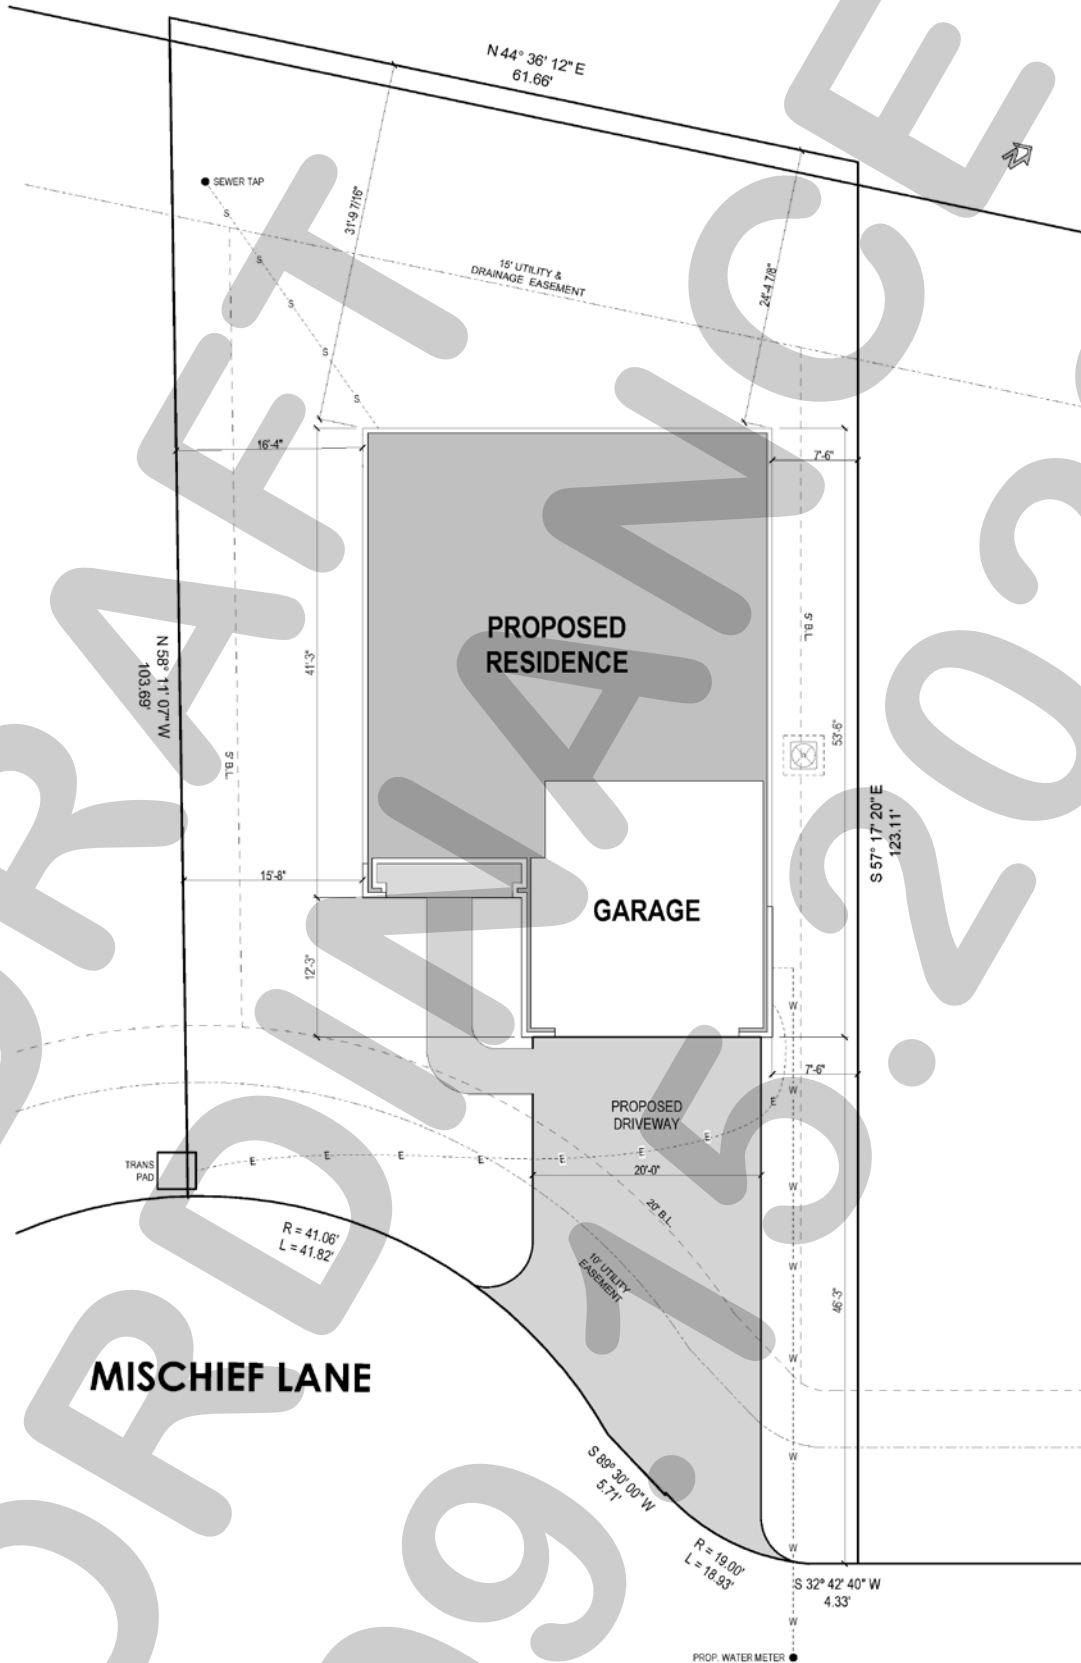 N 44° 36' 12" E
61.66'
SEWER TAP
S
S
S
S
S
31'-9 7/16"
24'-4 7/8"
15' UTILITY &
DRAINAGE EASEMENT
16'-4"
7'-6"
N 58° 11' 07" W
103.69'
5' B.L.
41'-3"
PROPOSED
RESIDENCE
5' B.L.
53'-6"
S 57° 17' 20" E
123.11'
15'-8"
GARAGE
12'-3"
W
7'-6"
W
E
PROPOSED
DRIVEWAY
TRANS
PAD
E
E
E
E
E
E
E
20'-0"
W
20' B.L.
R = 41.06'
L = 41.82'
10' UTILITY
EASEMENT
W
46'-3"
W
MISCHIEF LANE
W
S 89° 30' 00" W
5.71'
W
R = 19.00'
L = 18.93'
S 32° 42' 40" W
4.33'
W
PROP. WATER METER
DRAFT
ORDINANCE